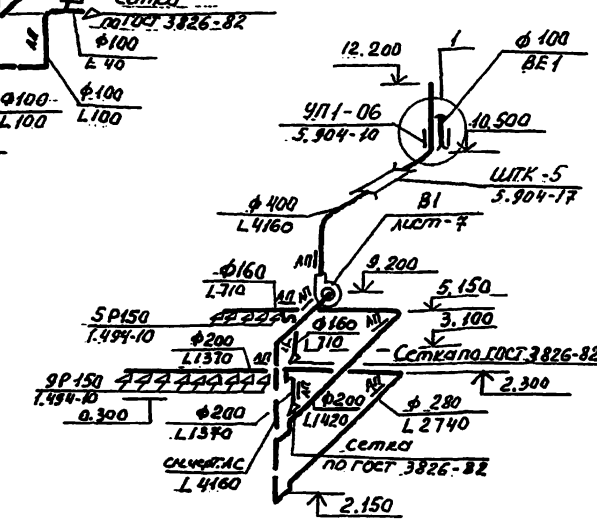 по ГОСТ 3826-82
ф100
L 40
ф100
L100
ф100
L100
АП
12.200
1
ф 100
ВЕ1
УП1-06
5.904-10
10.500
ШПК-5
5.904-17
ф400
L4160
В1
лист-7
АП
ф160
L710
9.200
АП
АП
5.150
5Р150
1.494-10
ф160
L710
АП
3.100
ф200
L1370
АП
Сетка по ГОСТ 3826-82
9Р150
1.494-10
АП
АП
2.300
0.300
ф200
L1370
ф200
L1420
ф 280
L2740
сетка
по ГОСТ 3826-82
L 4160
2.150